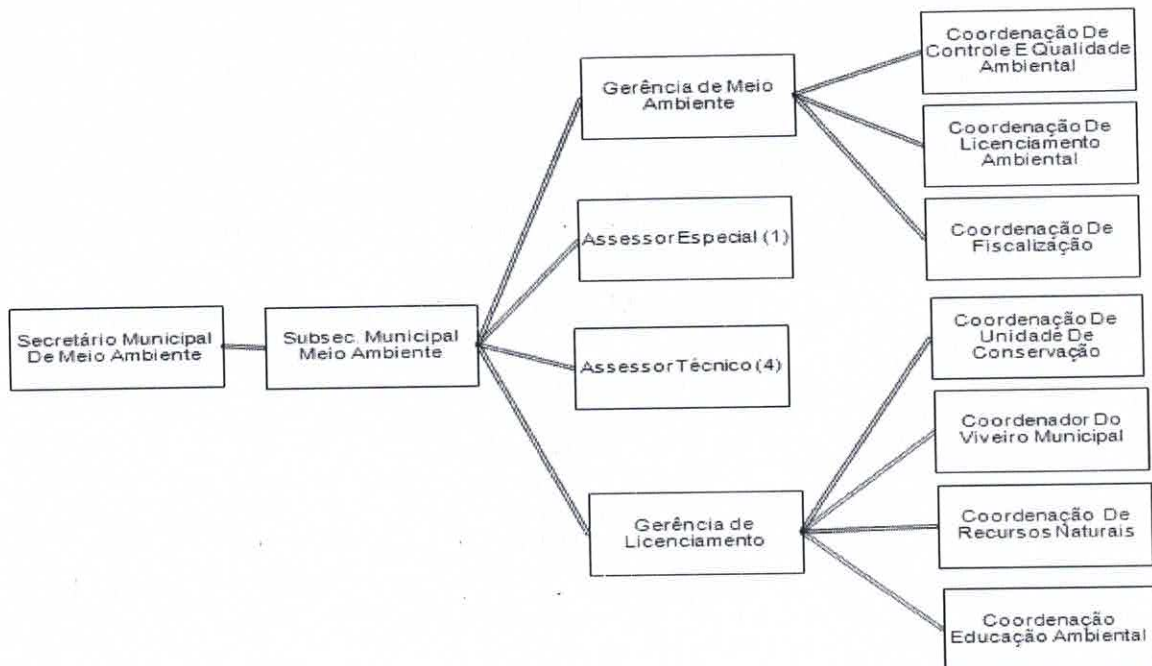 Secretário Municipal
De Meio Ambiente
Subsec. Municipal
Meio Ambiente
Gerência de Meio
Ambiente
Assessor Especial (1)
Assessor Técnico (4)
Gerência de
Licenciamento
Coordenação De
Controle E Qualidade
Ambiental
Coordenação De
Licenciamento
Ambiental
Coordenação De
Fiscalização
Coordenação De
Unidade De
Conservação
Coordenador Do
Viveiro Municipal
Coordenação De
Recursos Naturais
Coordenação
Educação Ambiental